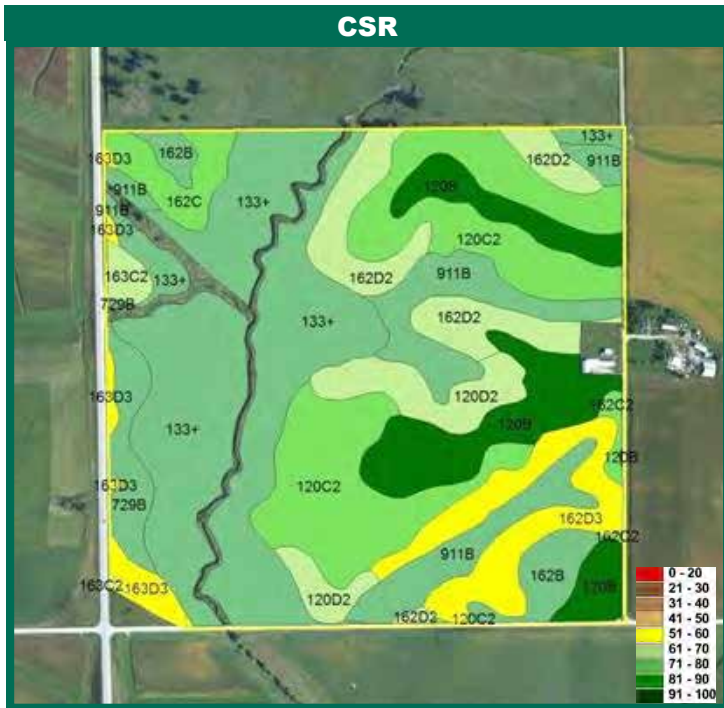 CSR
133+
163D3
162B
162D2
911B
911B
120B
162C
133+
911B
163D3
120C2
163C2
133+
162D2
911B
729B
133+
162D2
163D3
120D2
162C2
120B
133+
120B
163D3
120C2
729B
162D3
162C2
911B
163C2
163D3
162B
120B
120D2
162D2
120C2
0 - 20
21 - 30
31 - 40
41 - 50
51 - 60
61 - 70
71 - 80
81 - 90
91 - 100